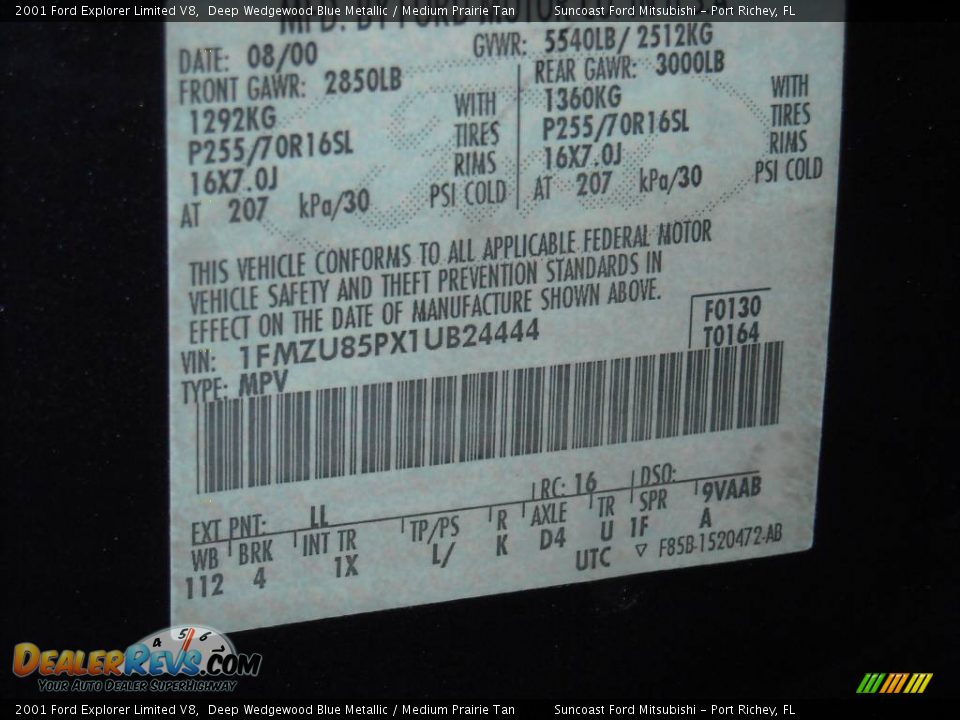 2001 Ford Explorer Limited V8, Deep Wedgewood Blue Metallic / Medium Prairie Tan Suncoast Ford Mitsubishi - Port Richey, FL
MFD. BY FORD MOTOR
DATE: 08/00 GVWR: 5540LB/ 2512KG
FRONT GAWR: 2850LB REAR GAWR: 3000LB
1292KG WITH 1360KG WITH
P255/70R16SL TIRES P255/70R16SL TIRES
16X7.0J RIMS 16X7.0J RIMS
AT 207 kPa/30 PSI COLD AT 207 kPa/30 PSI COLD
THIS VEHICLE CONFORMS TO ALL APPLICABLE FEDERAL MOTOR
VEHICLE SAFETY AND THEFT PREVENTION STANDARDS IN
EFFECT ON THE DATE OF MANUFACTURE SHOWN ABOVE.
F0130
VIN: 1FMZU85PX1UB24444 T0164
TYPE: MPV
EXT PNT: LL RC: 16 DSO:
WB BRK INT TR TP/PS R AXLE TR SPR 9VAAB
112 4 1X L/ K D4 U 1F A
UTC ▽ F85B-1520472-AB
4 5 6
DEALERREVS.COM
YOUR AUTO DEALER SUPERHIGHWAY
2001 Ford Explorer Limited V8, Deep Wedgewood Blue Metallic / Medium Prairie Tan Suncoast Ford Mitsubishi - Port Richey, FL